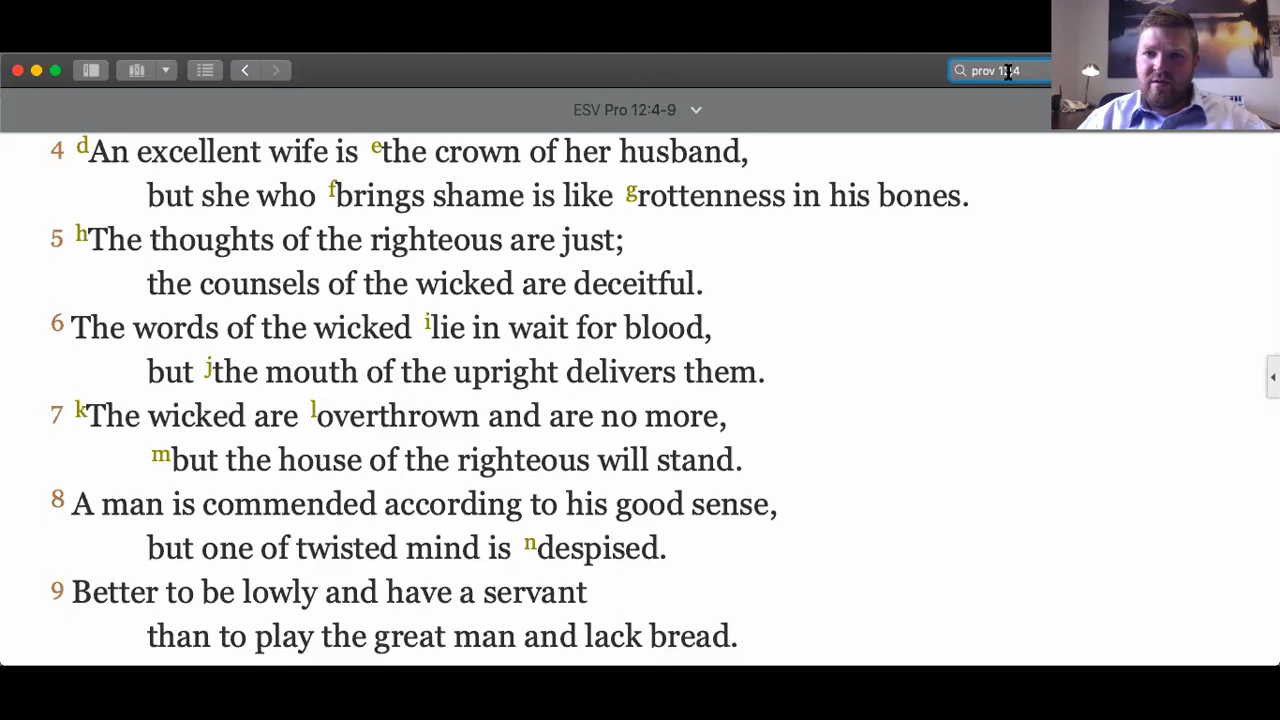 prov 12:4
ESV Pro 12:4-9
4 dAn excellent wife is ethe crown of her husband,
but she who fbrings shame is like grottenness in his bones.
5 hThe thoughts of the righteous are just;
the counsels of the wicked are deceitful.
6 The words of the wicked ilie in wait for blood,
but jthe mouth of the upright delivers them.
7 kThe wicked are loverthrown and are no more,
mbut the house of the righteous will stand.
8 A man is commended according to his good sense,
but one of twisted mind is ndespised.
9 Better to be lowly and have a servant
than to play the great man and lack bread.